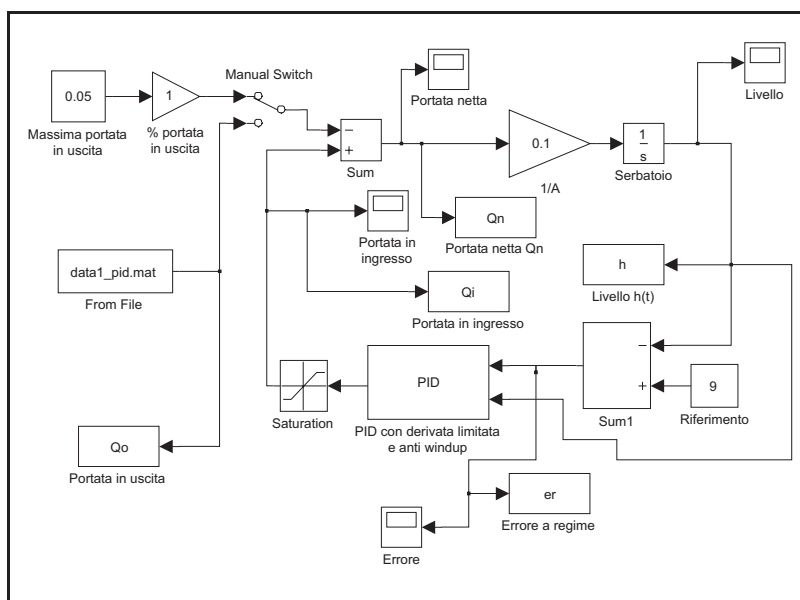 Manual Switch
0.05
Massima portata
in uscita
1
% portata
in uscita
−
+
Sum
Portata netta
0.1
1/A
1
s
Serbatoio
Livello
Portata in
ingresso
Qn
Portata netta Qn
data1_pid.mat
From File
Qi
Portata in ingresso
h
Livello h(t)
Saturation
PID
PID con derivata limitata
e anti windup
−
+
Sum1
9
Riferimento
Qo
Portata in uscita
er
Errore a regime
Errore